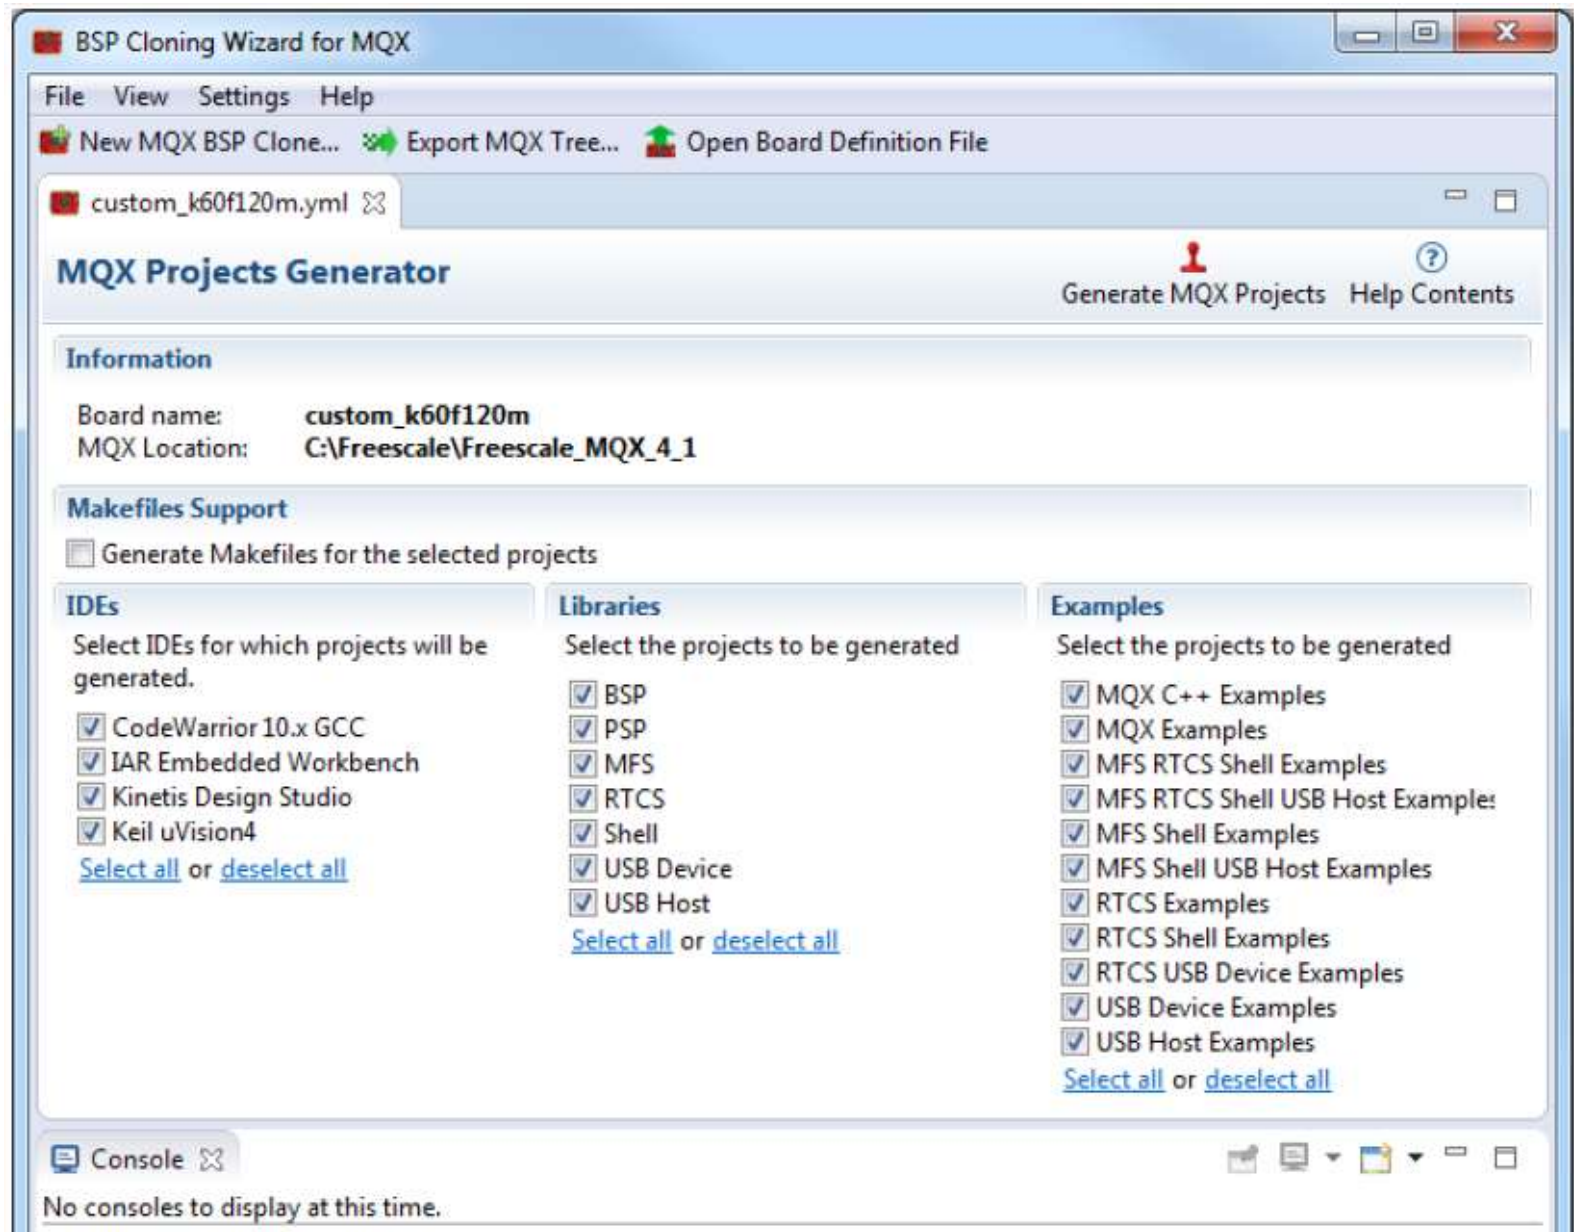 BSP Cloning Wizard for MQX
File View Settings Help
New MQX BSP Clone... Export MQX Tree... Open Board Definition File
custom_k60f120m.yml
MQX Projects Generator
Generate MQX Projects Help Contents
Information
Board name: custom_k60f120m
MQX Location: C:\Freescale\Freescale_MQX_4_1
Makefiles Support
Generate Makefiles for the selected projects
IDEs
Select IDEs for which projects will be
generated.
CodeWarrior 10.x GCC
IAR Embedded Workbench
Kinetis Design Studio
Keil uVision4
Select all or deselect all
Libraries
Select the projects to be generated
BSP
PSP
MFS
RTCS
Shell
USB Device
USB Host
Select all or deselect all
Examples
Select the projects to be generated
MQX C++ Examples
MQX Examples
MFS RTCS Shell Examples
MFS RTCS Shell USB Host Examples
MFS Shell Examples
MFS Shell USB Host Examples
RTCS Examples
RTCS Shell Examples
RTCS USB Device Examples
USB Device Examples
USB Host Examples
Select all or deselect all
Console
No consoles to display at this time.